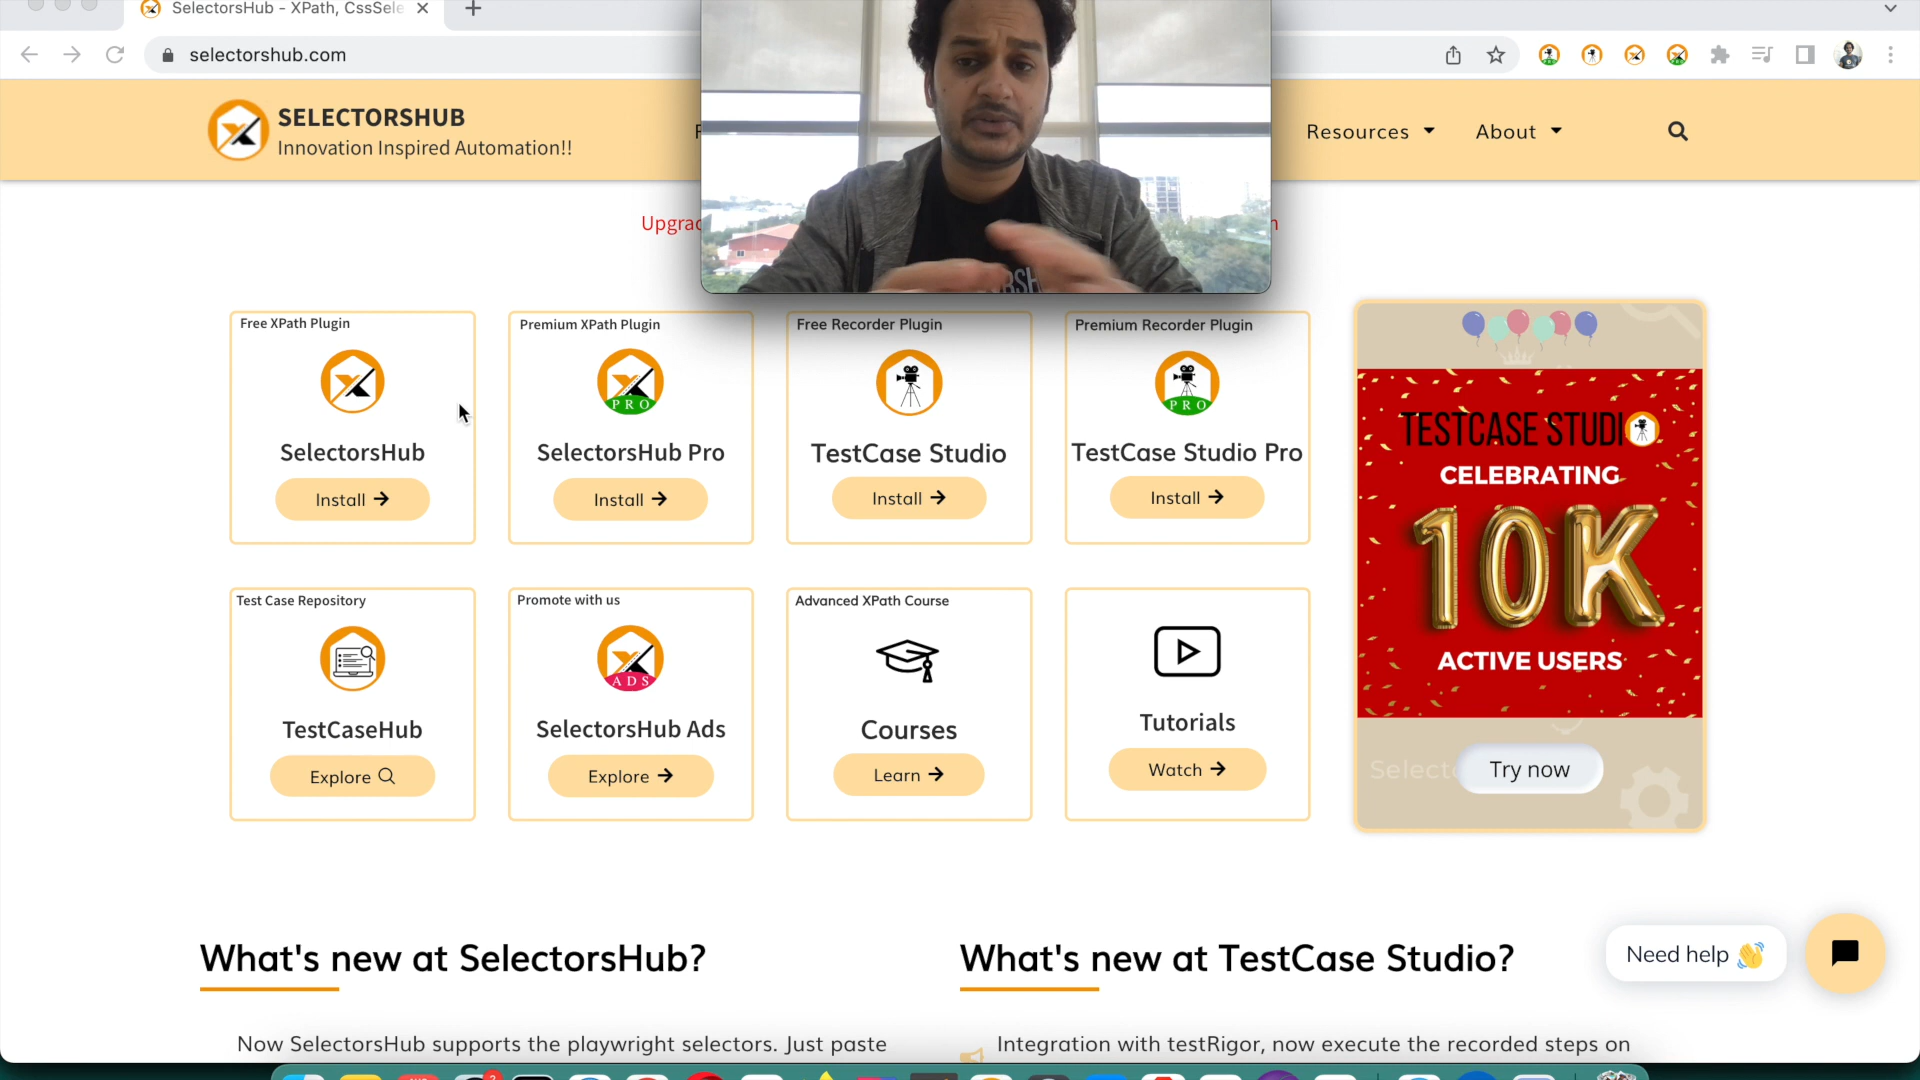 SelectorsHub - XPath, CssSele
selectorshub.com
SELECTORSHUB
Innovation Inspired Automation!!
Resources
About
Free XPath Plugin
SelectorsHub
Install
Premium XPath Plugin
PRO
SelectorsHub Pro
Install
Free Recorder Plugin
TestCase Studio
Install
Premium Recorder Plugin
PRO
TestCase Studio Pro
Install
TESTCASE STUDI
CELEBRATING
10K
ACTIVE USERS
Try now
Test Case Repository
TestCaseHub
Explore
Promote with us
ADS
SelectorsHub Ads
Explore
Advanced XPath Course
Courses
Learn
Tutorials
Watch
What's new at SelectorsHub?
What's new at TestCase Studio?
Need help 👋
Now SelectorsHub supports the playwright selectors. Just paste
Integration with testRigor, now execute the recorded steps on